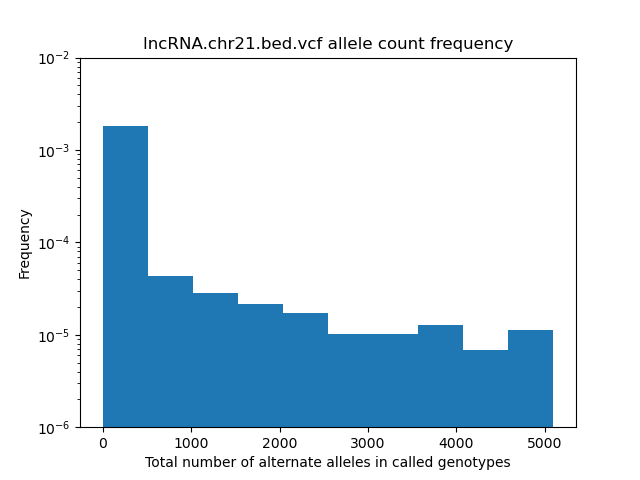 lncRNA.chr21.bed.vcf allele count frequency
10⁻²
10⁻³
10⁻⁴
10⁻⁵
10⁻⁶
Frequency
0 1000 2000 3000 4000 5000
Total number of alternate alleles in called genotypes